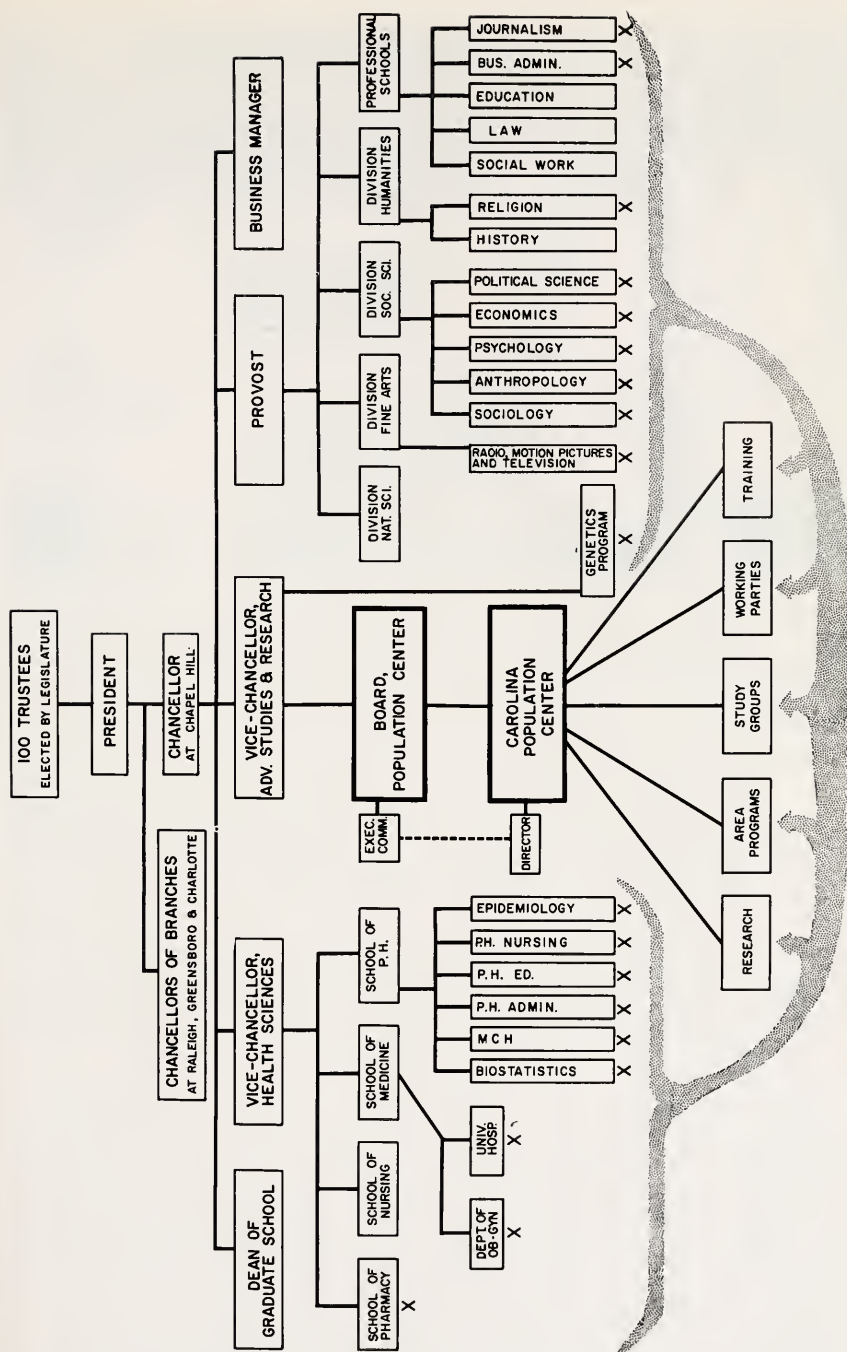 100 TRUSTEES
ELECTED BY LEGISLATURE
PRESIDENT
CHANCELLORS OF BRANCHES
AT RALEIGH, GREENSBORO & CHARLOTTE
CHANCELLOR
AT CHAPEL HILL
DEAN OF
GRADUATE SCHOOL
VICE-CHANCELLOR,
HEALTH SCIENCES
VICE-CHANCELLOR,
ADV. STUDIES & RESEARCH
PROVOST
BUSINESS MANAGER
SCHOOL OF
PHARMACY
X
SCHOOL OF
NURSING
SCHOOL OF
MEDICINE
SCHOOL OF
P.H.
DEPT OF
OB-GYN
X
UNIV.
HOSP.
X
BIOSTATISTICS
X
MCH
X
P.H. ADMIN.
X
P.H. ED.
X
P.H. NURSING
X
EPIDEMIOLOGY
X
EXEC.
COMM.
BOARD,
POPULATION CENTER
DIRECTOR
CAROLINA
POPULATION
CENTER
GENETICS
PROGRAM
X
DIVISION
NAT. SCI.
DIVISION
FINE ARTS
DIVISION
SOC. SCI.
DIVISION
HUMANITIES
PROFESSIONAL
SCHOOLS
RADIO, MOTION PICTURES
AND TELEVISION
X
SOCIOLOGY
X
ANTHROPOLOGY
X
PSYCHOLOGY
X
ECONOMICS
X
POLITICAL SCIENCE
X
HISTORY
RELIGION
X
SOCIAL WORK
LAW
EDUCATION
BUS. ADMIN.
X
JOURNALISM
X
RESEARCH
AREA
PROGRAMS
STUDY
GROUPS
WORKING
PARTIES
TRAINING